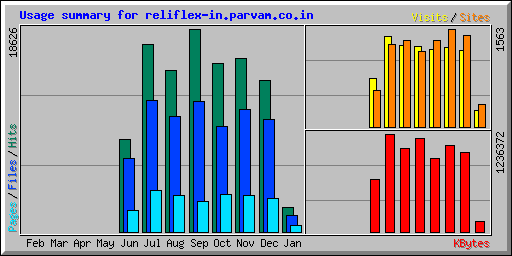 Usage summary for reliflex-in.parvam.co.in
Visits/Sites
18626
1563
Pages/Files/Hits
1236372
Feb Mar Apr May Jun Jul Aug Sep Oct Nov Dec Jan
KBytes